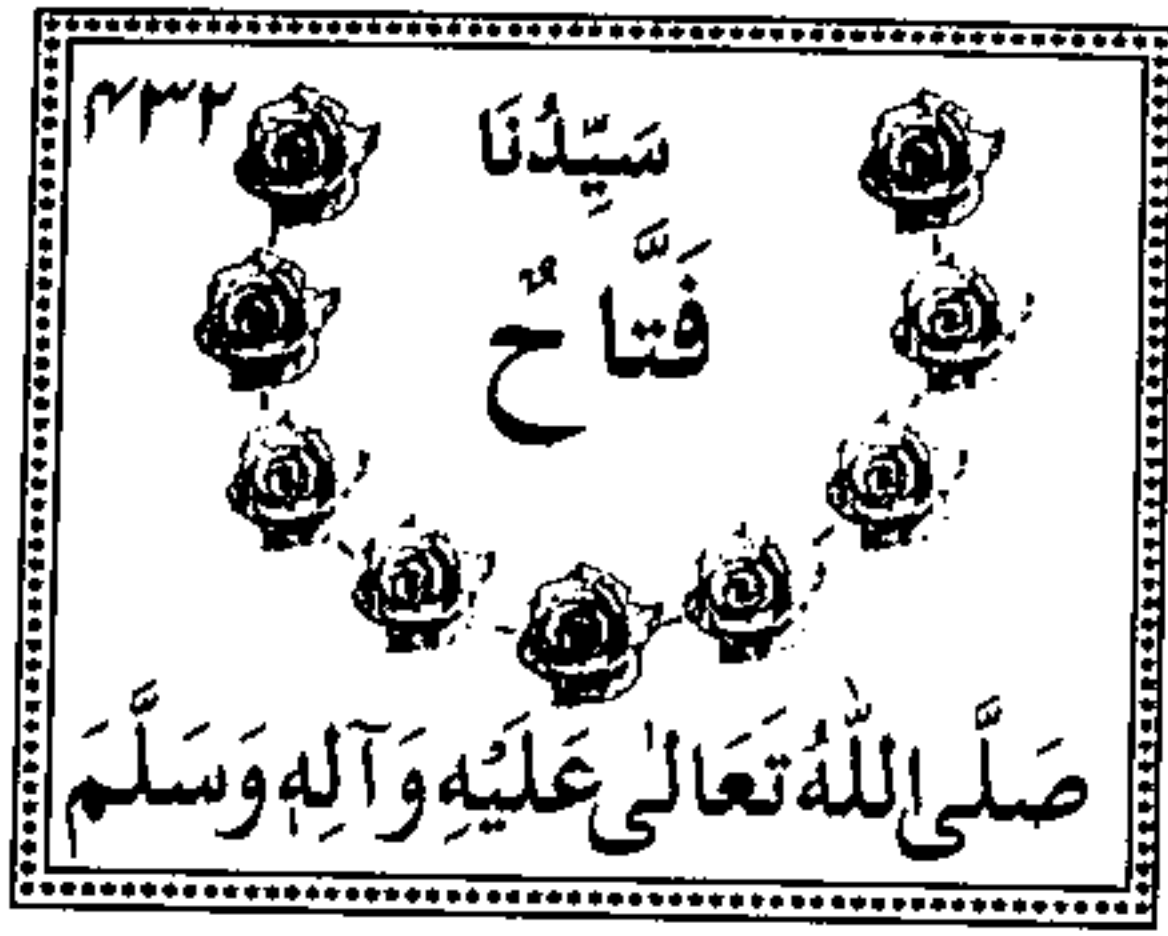 ۴۳۲
سَيِّدُنَا
فَتَّاحٌ
صَلَّى اللّٰهُ تَعَالٰى عَلَيْهِ وَآلِهٖ وَسَلَّمَ